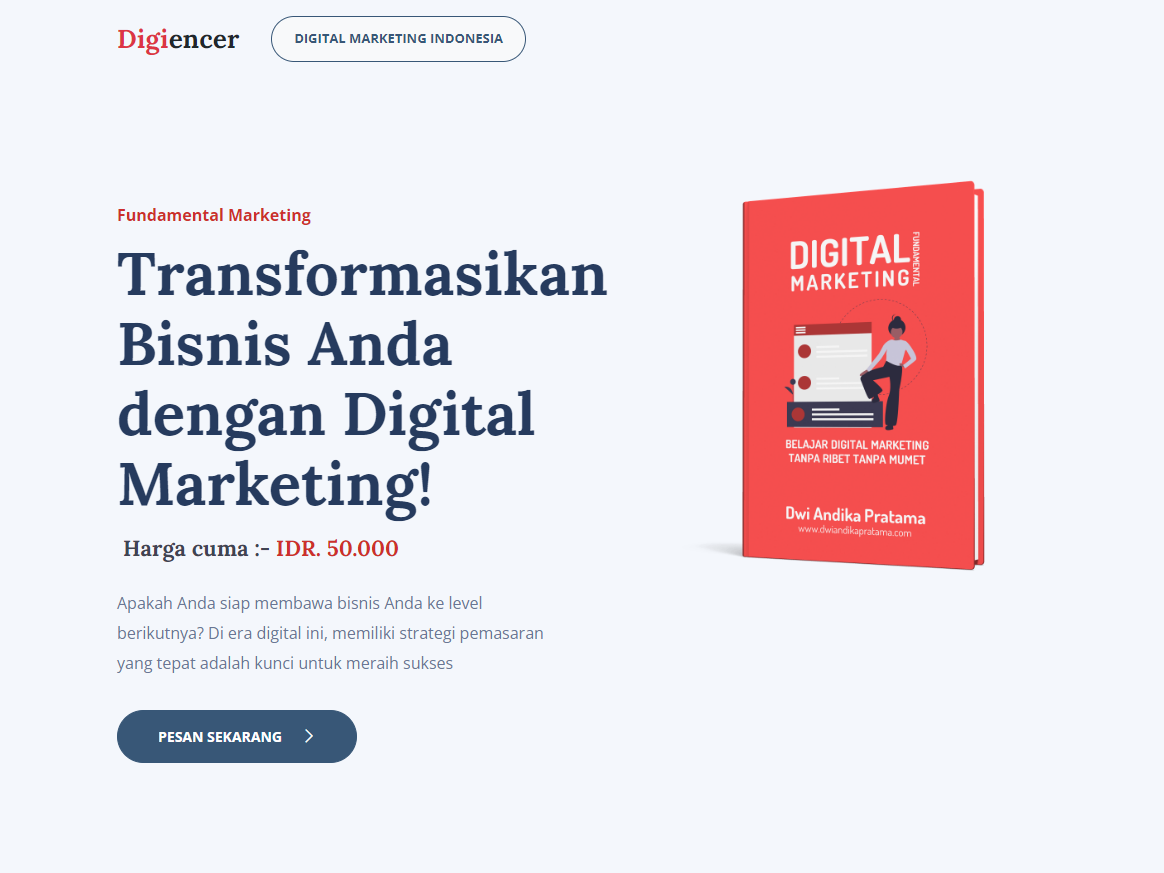 Digiencer
DIGITAL MARKETING INDONESIA
Fundamental Marketing
Transformasikan
Bisnis Anda
dengan Digital
Marketing!
Harga cuma :- IDR. 50.000
Apakah Anda siap membawa bisnis Anda ke level
berikutnya? Di era digital ini, memiliki strategi pemasaran
yang tepat adalah kunci untuk meraih sukses
PESAN SEKARANG
DIGITAL
MARKETING
FUNDAMENTAL
BELAJAR DIGITAL MARKETING
TANPA RIBET TANPA MUMET
Dwi Andika Pratama
www.dwiandikapratama.com